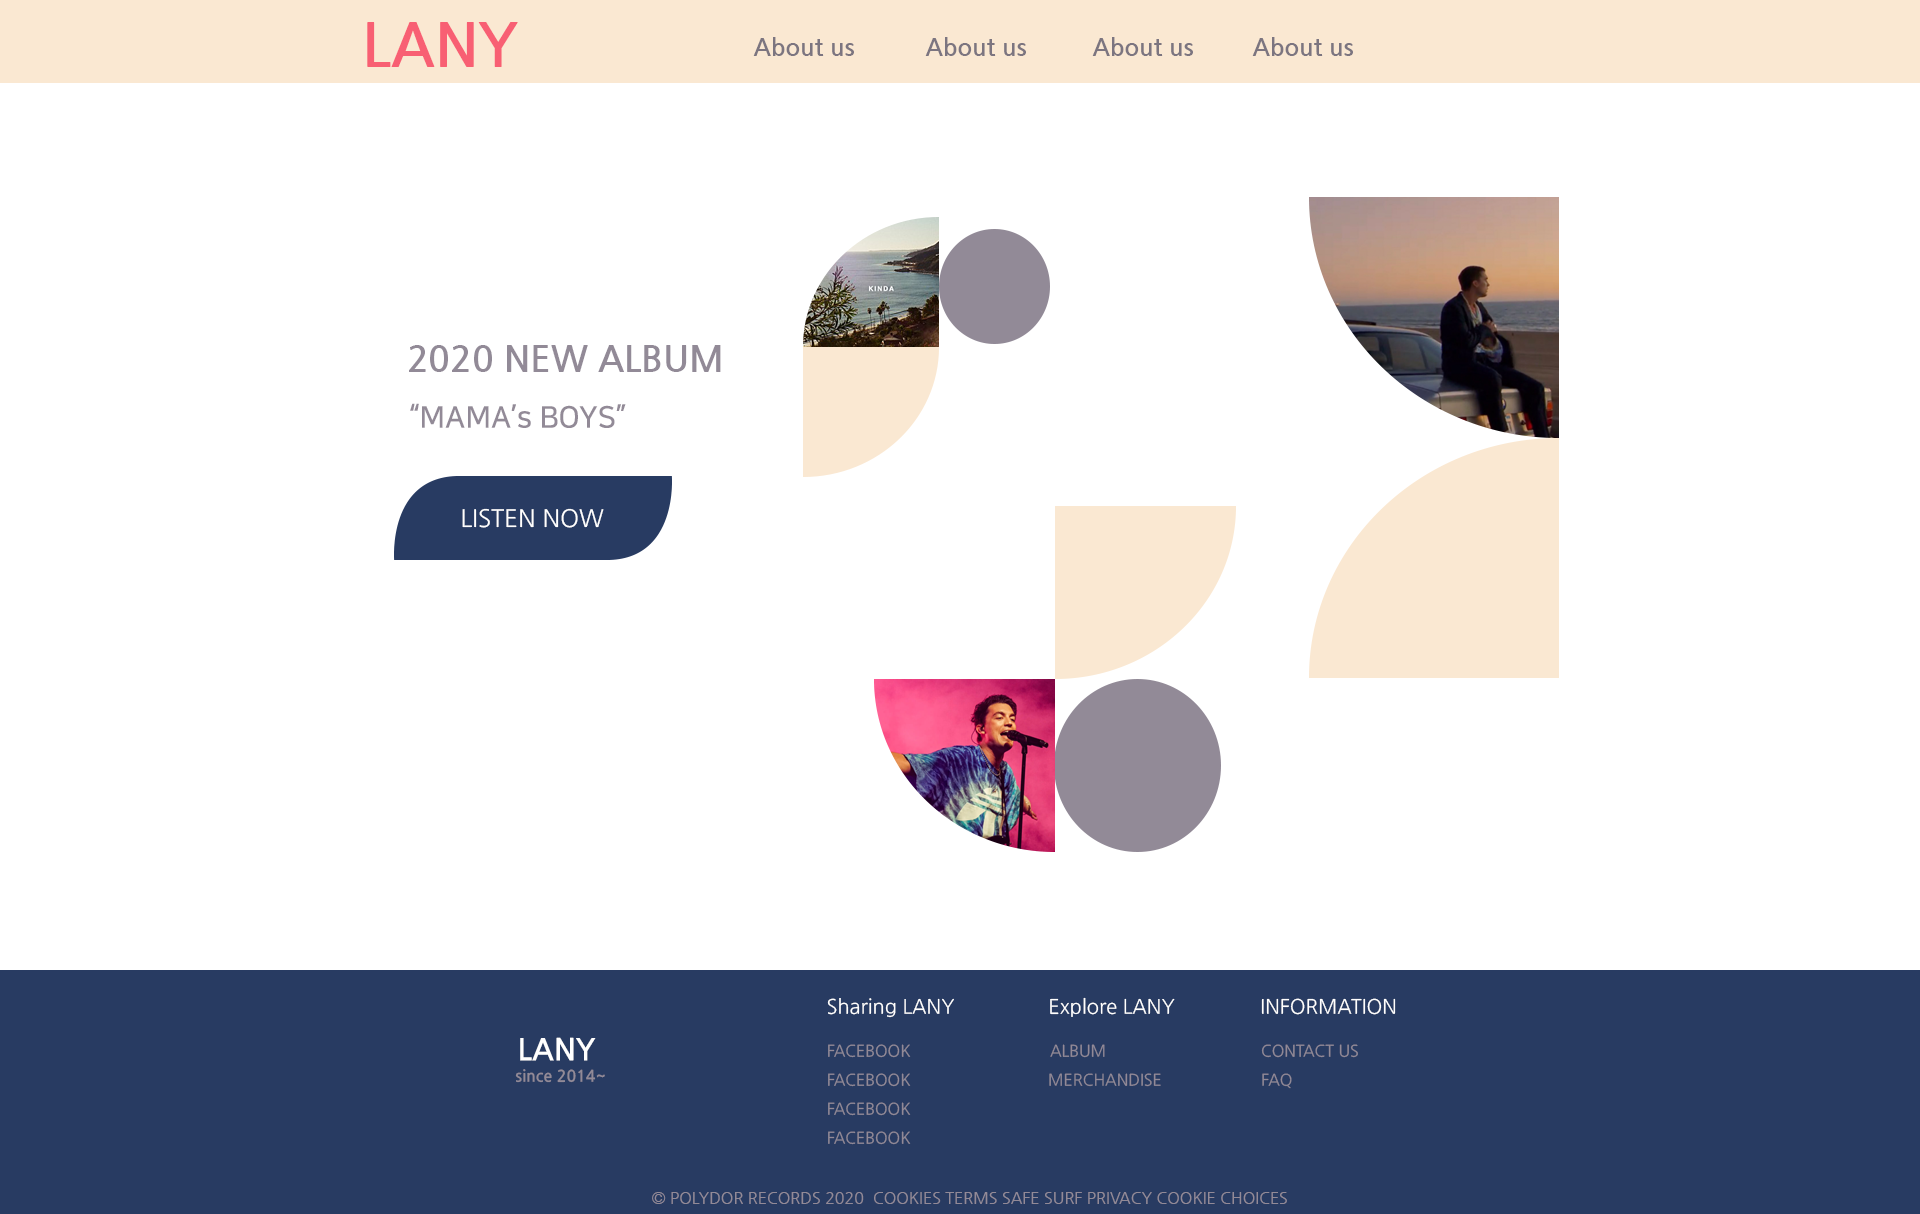 LANY
About us About us About us About us
KINDA
2020 NEW ALBUM
“MAMA’s BOYS”
LISTEN NOW
LANY
since 2014~
Sharing LANY
FACEBOOK
FACEBOOK
FACEBOOK
FACEBOOK
Explore LANY
ALBUM
MERCHANDISE
INFORMATION
CONTACT US
FAQ
© POLYDOR RECORDS 2020 COOKIES TERMS SAFE SURF PRIVACY COOKIE CHOICES